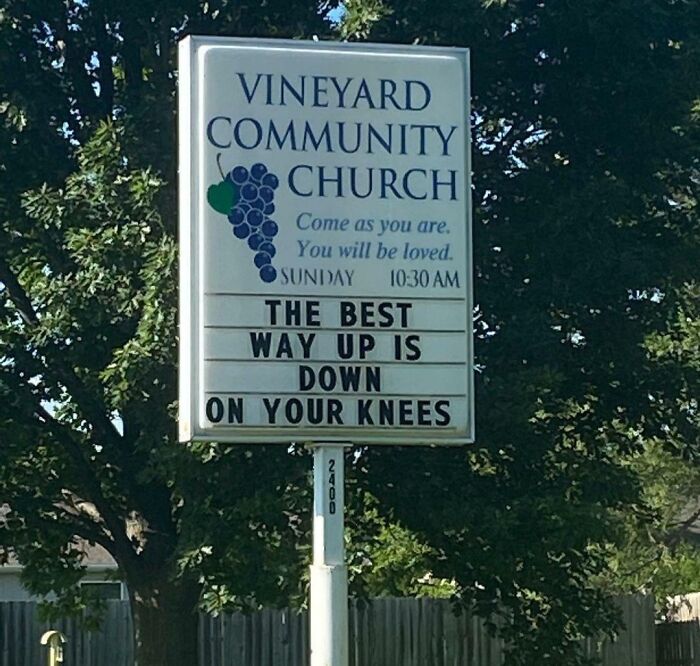 VINEYARD
COMMUNITY
CHURCH
Come as you are.
You will be loved.
SUNDAY 10:30 AM
THE BEST
WAY UP IS
DOWN
ON YOUR KNEES
2400